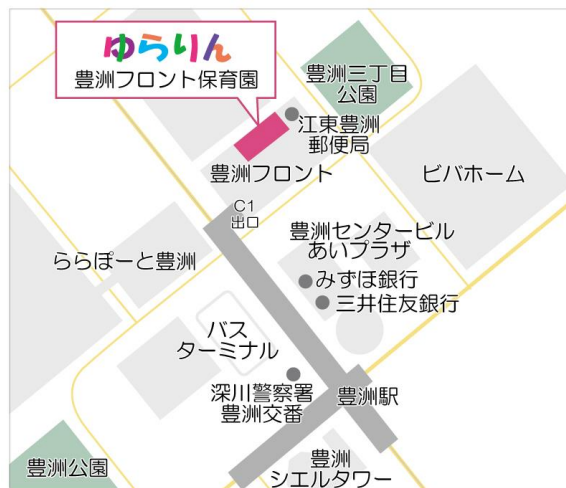 ゆらりん
豊洲フロント保育園
豊洲三丁目
公園
江東豊洲
郵便局
豊洲フロント
ビバホーム
C1
出口
豊洲センタービル
あいプラザ
ららぽーと豊洲
みずほ銀行
三井住友銀行
バス
ターミナル
深川警察署
豊洲交番
豊洲駅
豊洲公園
豊洲
シエルタワー